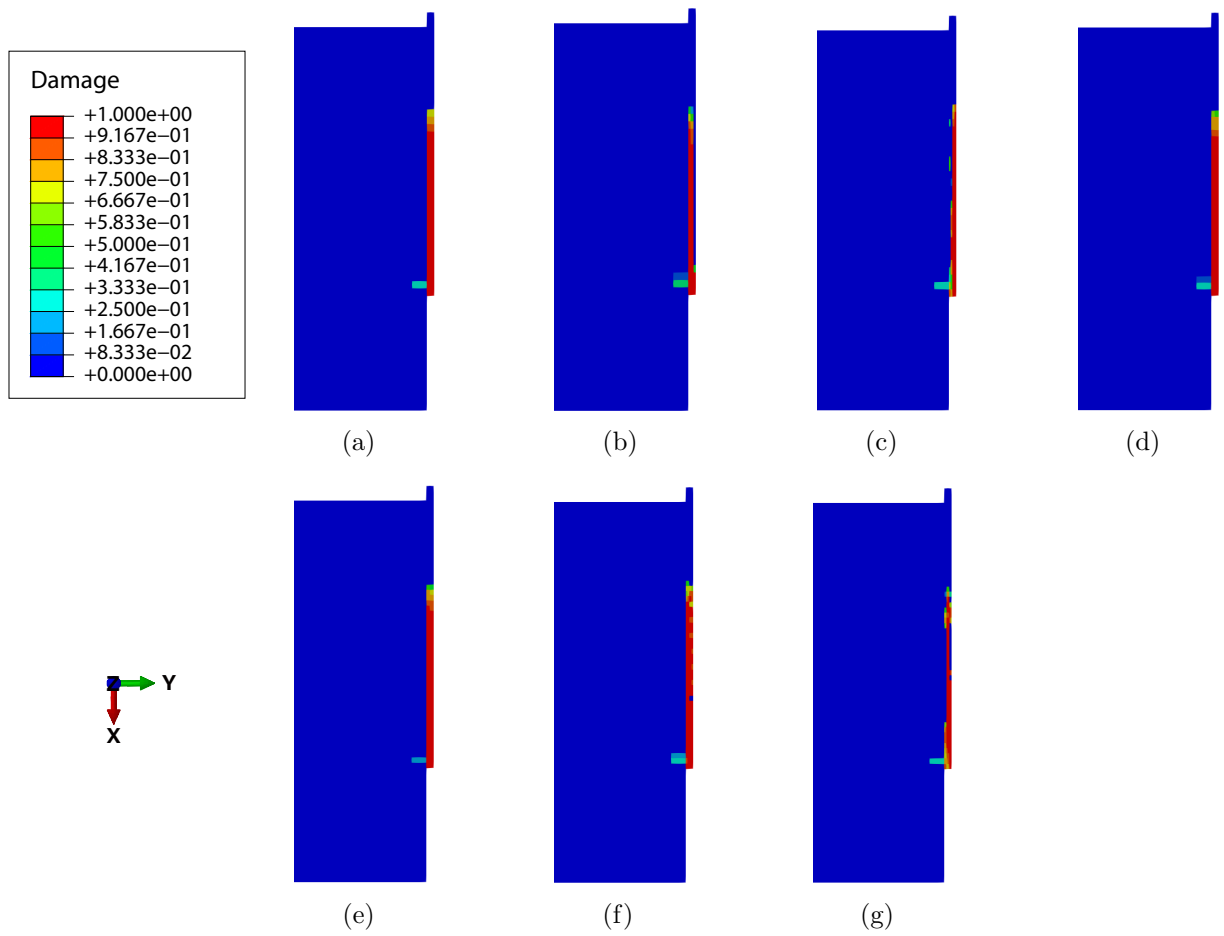 Damage
+1.000e+00
+9.167e−01
+8.333e−01
+7.500e−01
+6.667e−01
+5.833e−01
+5.000e−01
+4.167e−01
+3.333e−01
+2.500e−01
+1.667e−01
+8.333e−02
+0.000e+00
(a) (b) (c) (d)
Z Y
X
(e) (f) (g)